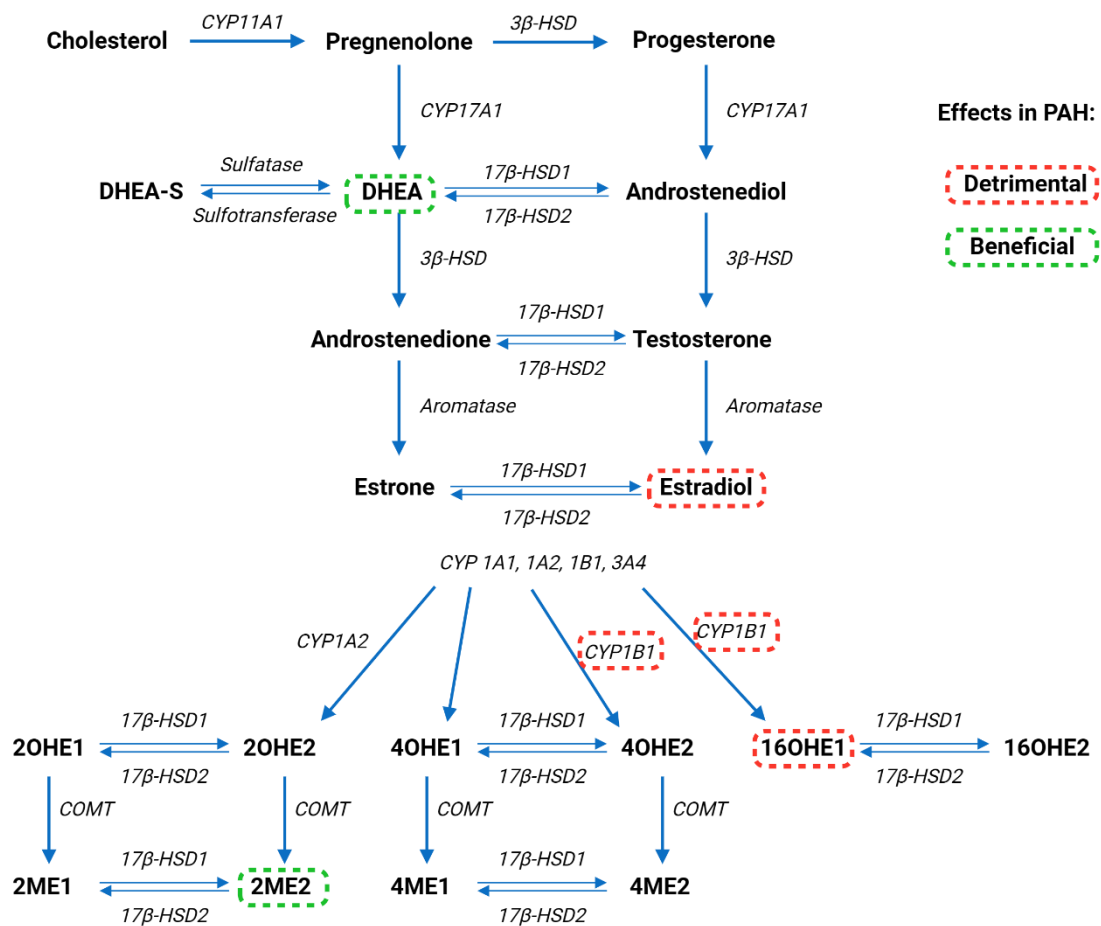 CYP11A1
3β-HSD
Cholesterol
Pregnenolone
Progesterone
CYP17A1
CYP17A1
Effects in PAH:
Detrimental
Beneficial
Sulfatase
17β-HSD1
DHEA-S
DHEA
Androstenediol
Sulfotransferase
17β-HSD2
3β-HSD
3β-HSD
17β-HSD1
Androstenedione
Testosterone
17β-HSD2
Aromatase
Aromatase
17β-HSD1
Estrone
Estradiol
17β-HSD2
CYP 1A1, 1A2, 1B1, 3A4
CYP1A2
CYP1B1
CYP1B1
17β-HSD1
17β-HSD1
17β-HSD1
2OHE1
2OHE2
4OHE1
4OHE2
16OHE1
16OHE2
17β-HSD2
17β-HSD2
17β-HSD2
COMT
COMT
COMT
COMT
17β-HSD1
17β-HSD1
2ME1
2ME2
4ME1
4ME2
17β-HSD2
17β-HSD2